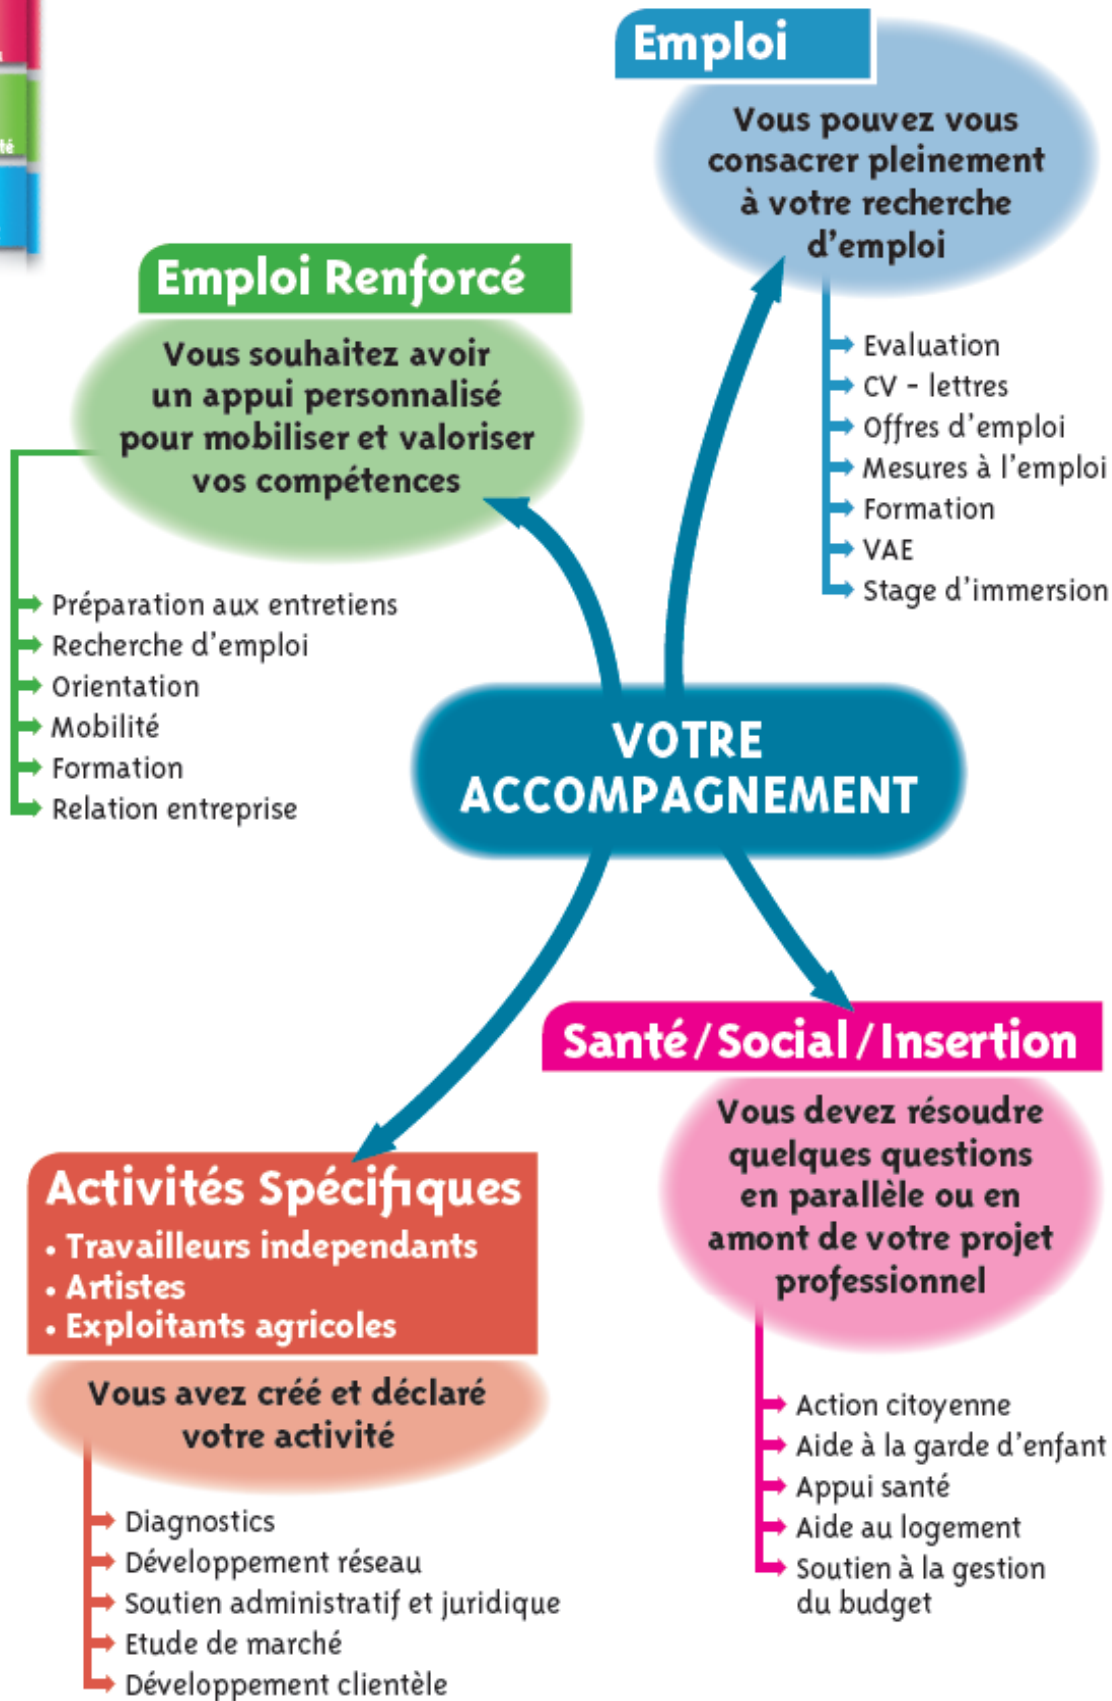 té
Emploi
Vous pouvez vous
consacrer pleinement
à votre recherche
d'emploi
Evaluation
CV - lettres
Offres d'emploi
Mesures à l'emploi
Formation
VAE
Stage d'immersion
Emploi Renforcé
Vous souhaitez avoir
un appui personnalisé
pour mobiliser et valoriser
vos compétences
Préparation aux entretiens
Recherche d'emploi
Orientation
Mobilité
Formation
Relation entreprise
VOTRE
ACCOMPAGNEMENT
Santé / Social / Insertion
Vous devez résoudre
quelques questions
en parallèle ou en
amont de votre projet
professionnel
Action citoyenne
Aide à la garde d'enfant
Appui santé
Aide au logement
Soutien à la gestion
du budget
Activités Spécifiques
• Travailleurs independants
• Artistes
• Exploitants agricoles
Vous avez créé et déclaré
votre activité
Diagnostics
Développement réseau
Soutien administratif et juridique
Etude de marché
Développement clientèle